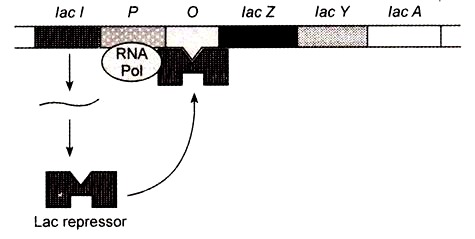 lac I P O lac Z lac Y lac A
RNA
Pol
Lac repressor